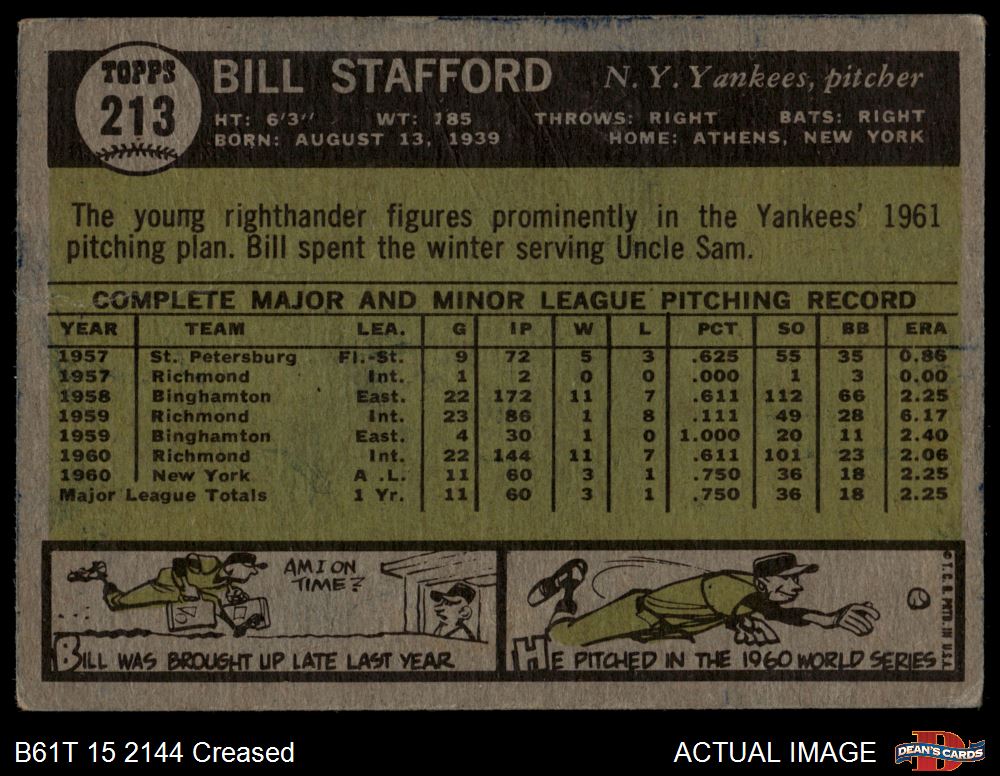 TOPPS
213
BILL STAFFORD N. Y. Yankees, pitcher
HT: 6'3" WT: 185 THROWS: RIGHT BATS: RIGHT
BORN: AUGUST 13, 1939 HOME: ATHENS, NEW YORK
The young righthander figures prominently in the Yankees' 1961
pitching plan. Bill spent the winter serving Uncle Sam.
COMPLETE MAJOR AND MINOR LEAGUE PITCHING RECORD
YEAR TEAM LEA. G IP W L PCT. SO BB ERA
1957 St. Petersburg Fl.-St. 9 72 5 3 .625 55 35 0.86
1957 Richmond Int. 1 2 0 0 .000 1 3 0.00
1958 Binghamton East. 22 172 11 7 .611 112 66 2.25
1959 Richmond Int. 23 86 1 8 .111 49 28 6.17
1959 Binghamton East. 4 30 1 0 1.000 20 11 2.40
1960 Richmond Int. 22 144 11 7 .611 101 23 2.06
1960 New York A.L. 11 60 3 1 .750 36 18 2.25
Major League Totals 1 Yr. 11 60 3 1 .750 36 18 2.25
AM I ON
TIME?
BILL WAS BROUGHT UP LATE LAST YEAR
HE PITCHED IN THE 1960 WORLD SERIES
© T.C.G. PRTD. IN U.S.A.
B61T 15 2144 Creased
ACTUAL IMAGE
DEAN'S CARDS